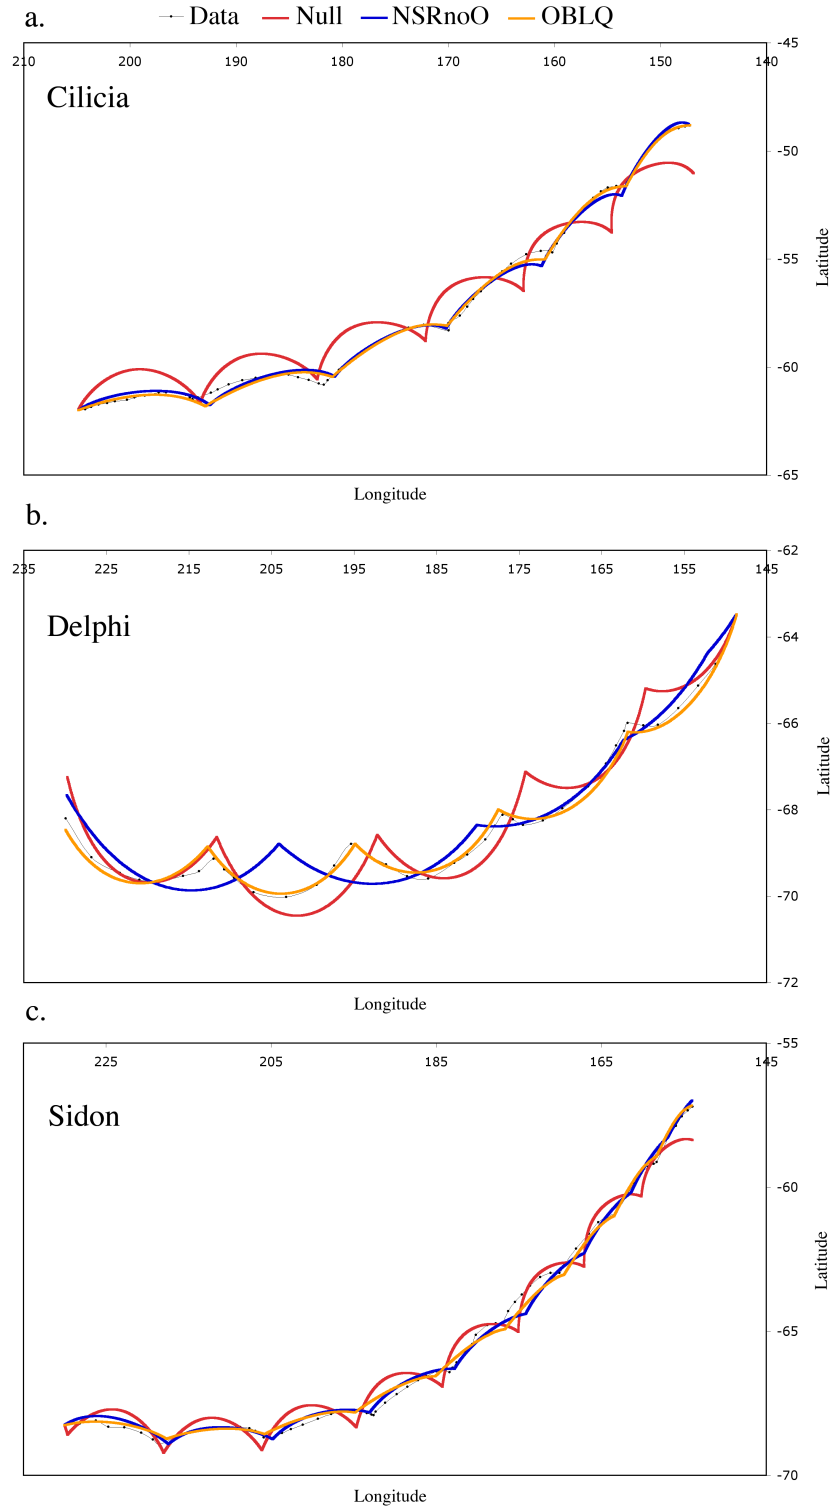 a. Data Null NSRnoO OBLQ
-45
210 200 190 180 170 160 150 140
Cilicia
-50
Latitude
-55
-60
-65
Longitude
b.
-62
235 225 215 205 195 185 175 165 155 145
Delphi
-64
-66
Latitude
-68
-70
-72
Longitude
c.
-55
225 205 185 165 145
Sidon
-60
Latitude
-65
-70
Longitude